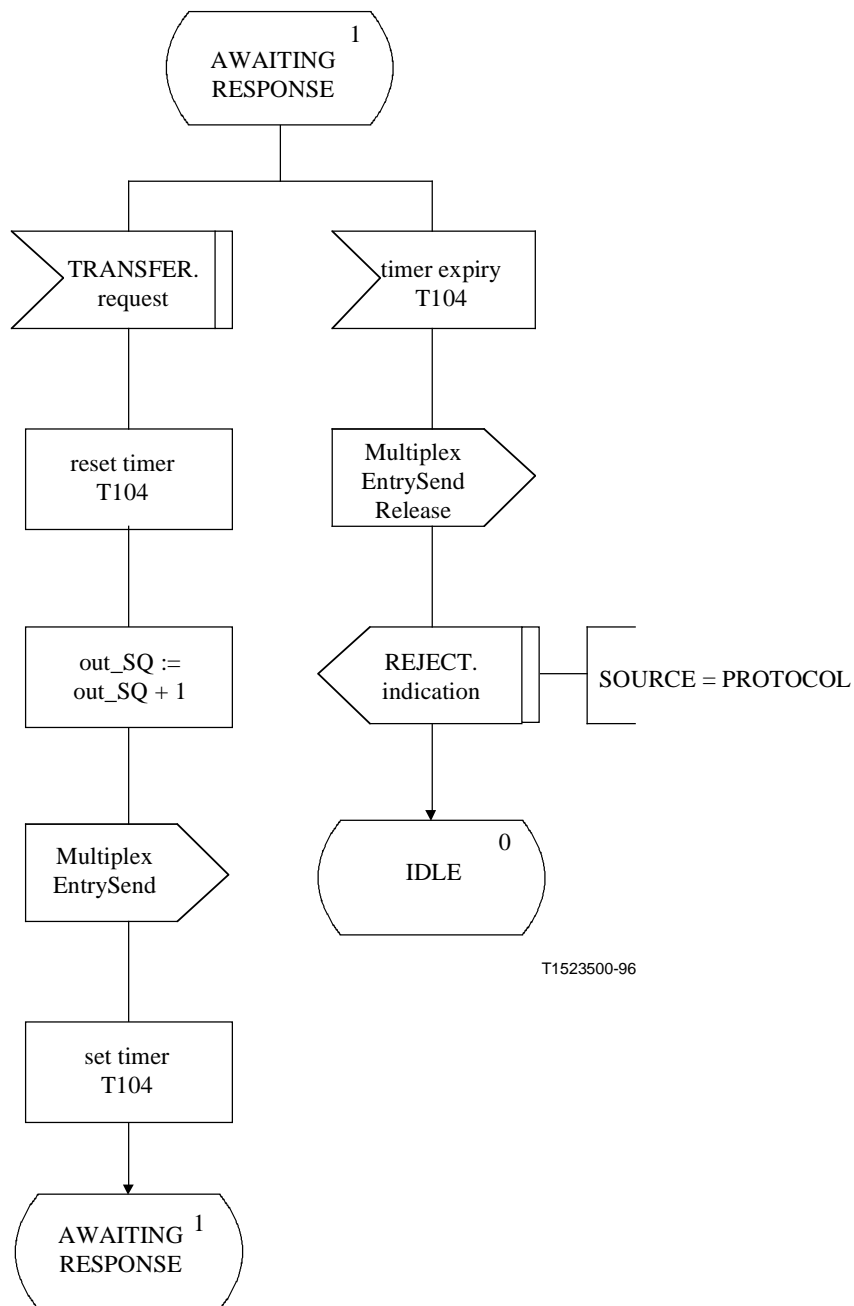 1
AWAITING
RESPONSE
TRANSFER.
request
timer expiry
T104
reset timer
T104
Multiplex
EntrySend
Release
out_SQ :=
out_SQ + 1
REJECT.
indication
SOURCE = PROTOCOL
Multiplex
EntrySend
0
IDLE
T1523500-96
set timer
T104
1
AWAITING
RESPONSE